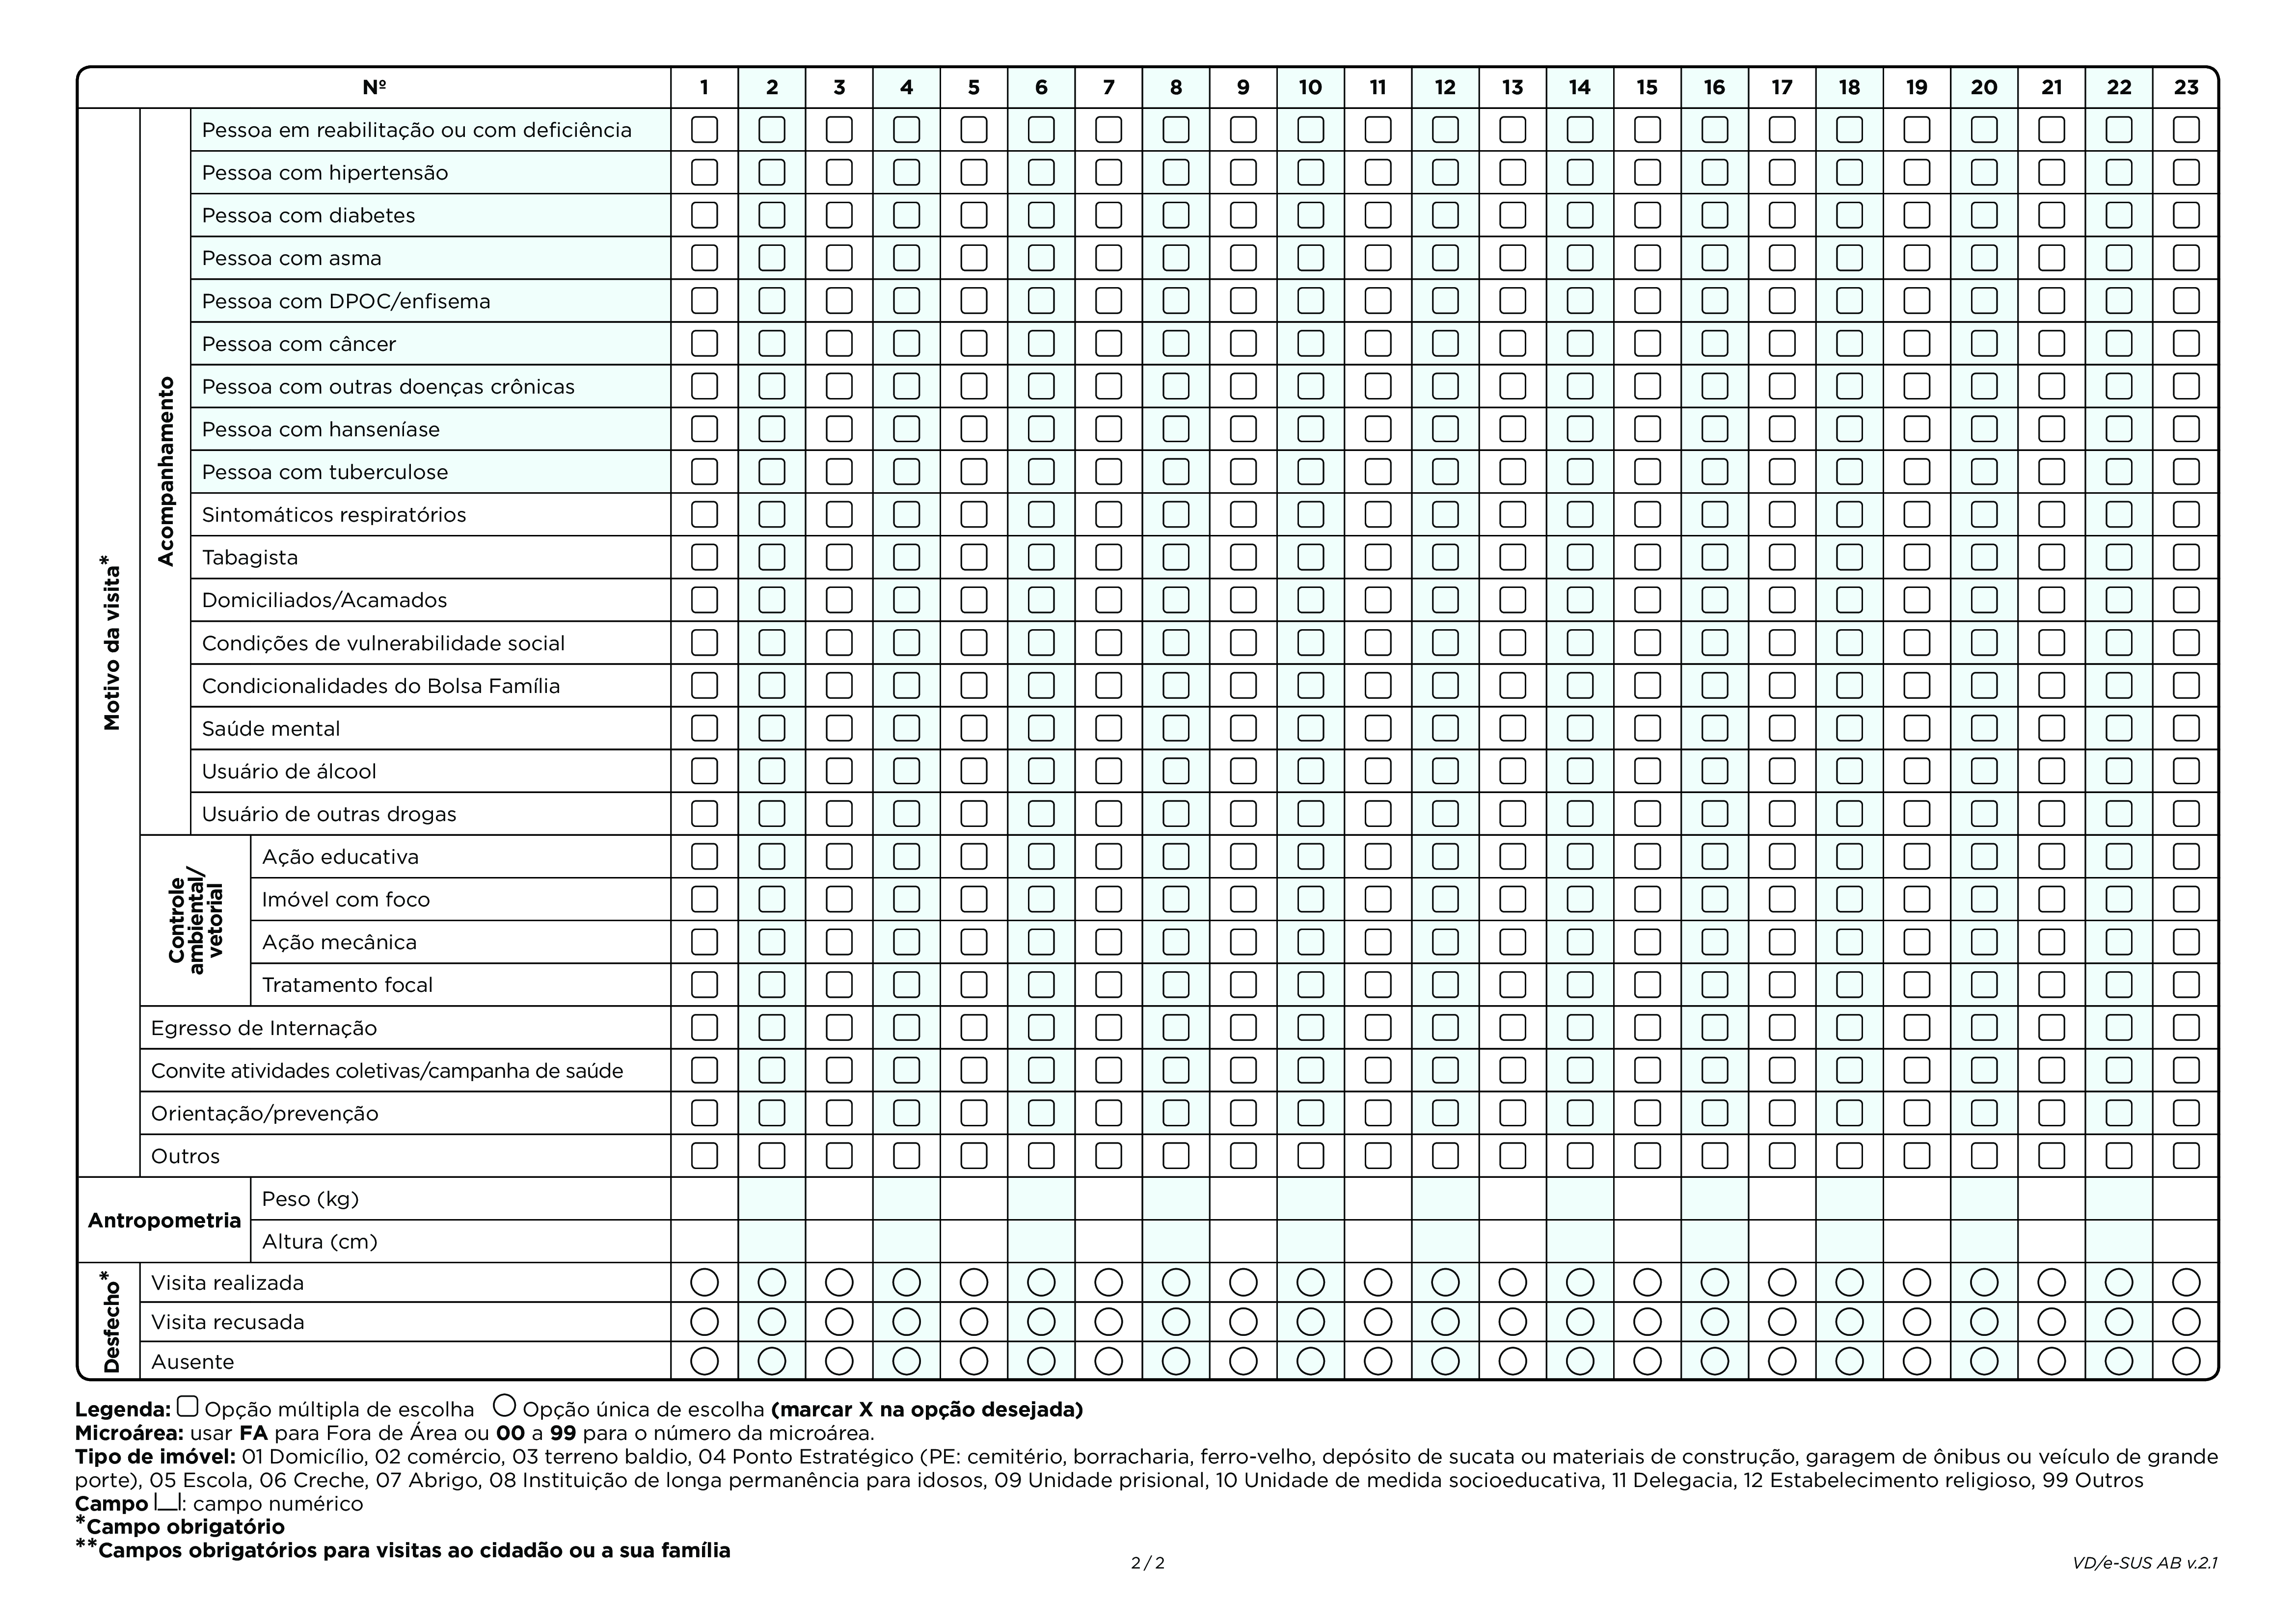 Nº 1 2 3 4 5 6 7 8 9 10 11 12 13 14 15 16 17 18 19 20 21 22 23
Motivo da visita*
Acompanhamento
Pessoa em reabilitação ou com deficiência
Pessoa com hipertensão
Pessoa com diabetes
Pessoa com asma
Pessoa com DPOC/enfisema
Pessoa com câncer
Pessoa com outras doenças crônicas
Pessoa com hanseníase
Pessoa com tuberculose
Sintomáticos respiratórios
Tabagista
Domiciliados/Acamados
Condições de vulnerabilidade social
Condicionalidades do Bolsa Família
Saúde mental
Usuário de álcool
Usuário de outras drogas
Controle
ambiental/
vetorial
Ação educativa
Imóvel com foco
Ação mecânica
Tratamento focal
Egresso de Internação
Convite atividades coletivas/campanha de saúde
Orientação/prevenção
Outros
Antropometria
Peso (kg)
Altura (cm)
Desfecho*
Visita realizada
Visita recusada
Ausente
Legenda: Opção múltipla de escolha Opção única de escolha (marcar X na opção desejada)
Microárea: usar FA para Fora de Área ou 00 a 99 para o número da microárea.
Tipo de imóvel: 01 Domicílio, 02 comércio, 03 terreno baldio, 04 Ponto Estratégico (PE: cemitério, borracharia, ferro-velho, depósito de sucata ou materiais de construção, garagem de ônibus ou veículo de grande
porte), 05 Escola, 06 Creche, 07 Abrigo, 08 Instituição de longa permanência para idosos, 09 Unidade prisional, 10 Unidade de medida socioeducativa, 11 Delegacia, 12 Estabelecimento religioso, 99 Outros
Campo |__|: campo numérico
*Campo obrigatório
**Campos obrigatórios para visitas ao cidadão ou a sua família
2 / 2
VD/e-SUS AB v.2.1